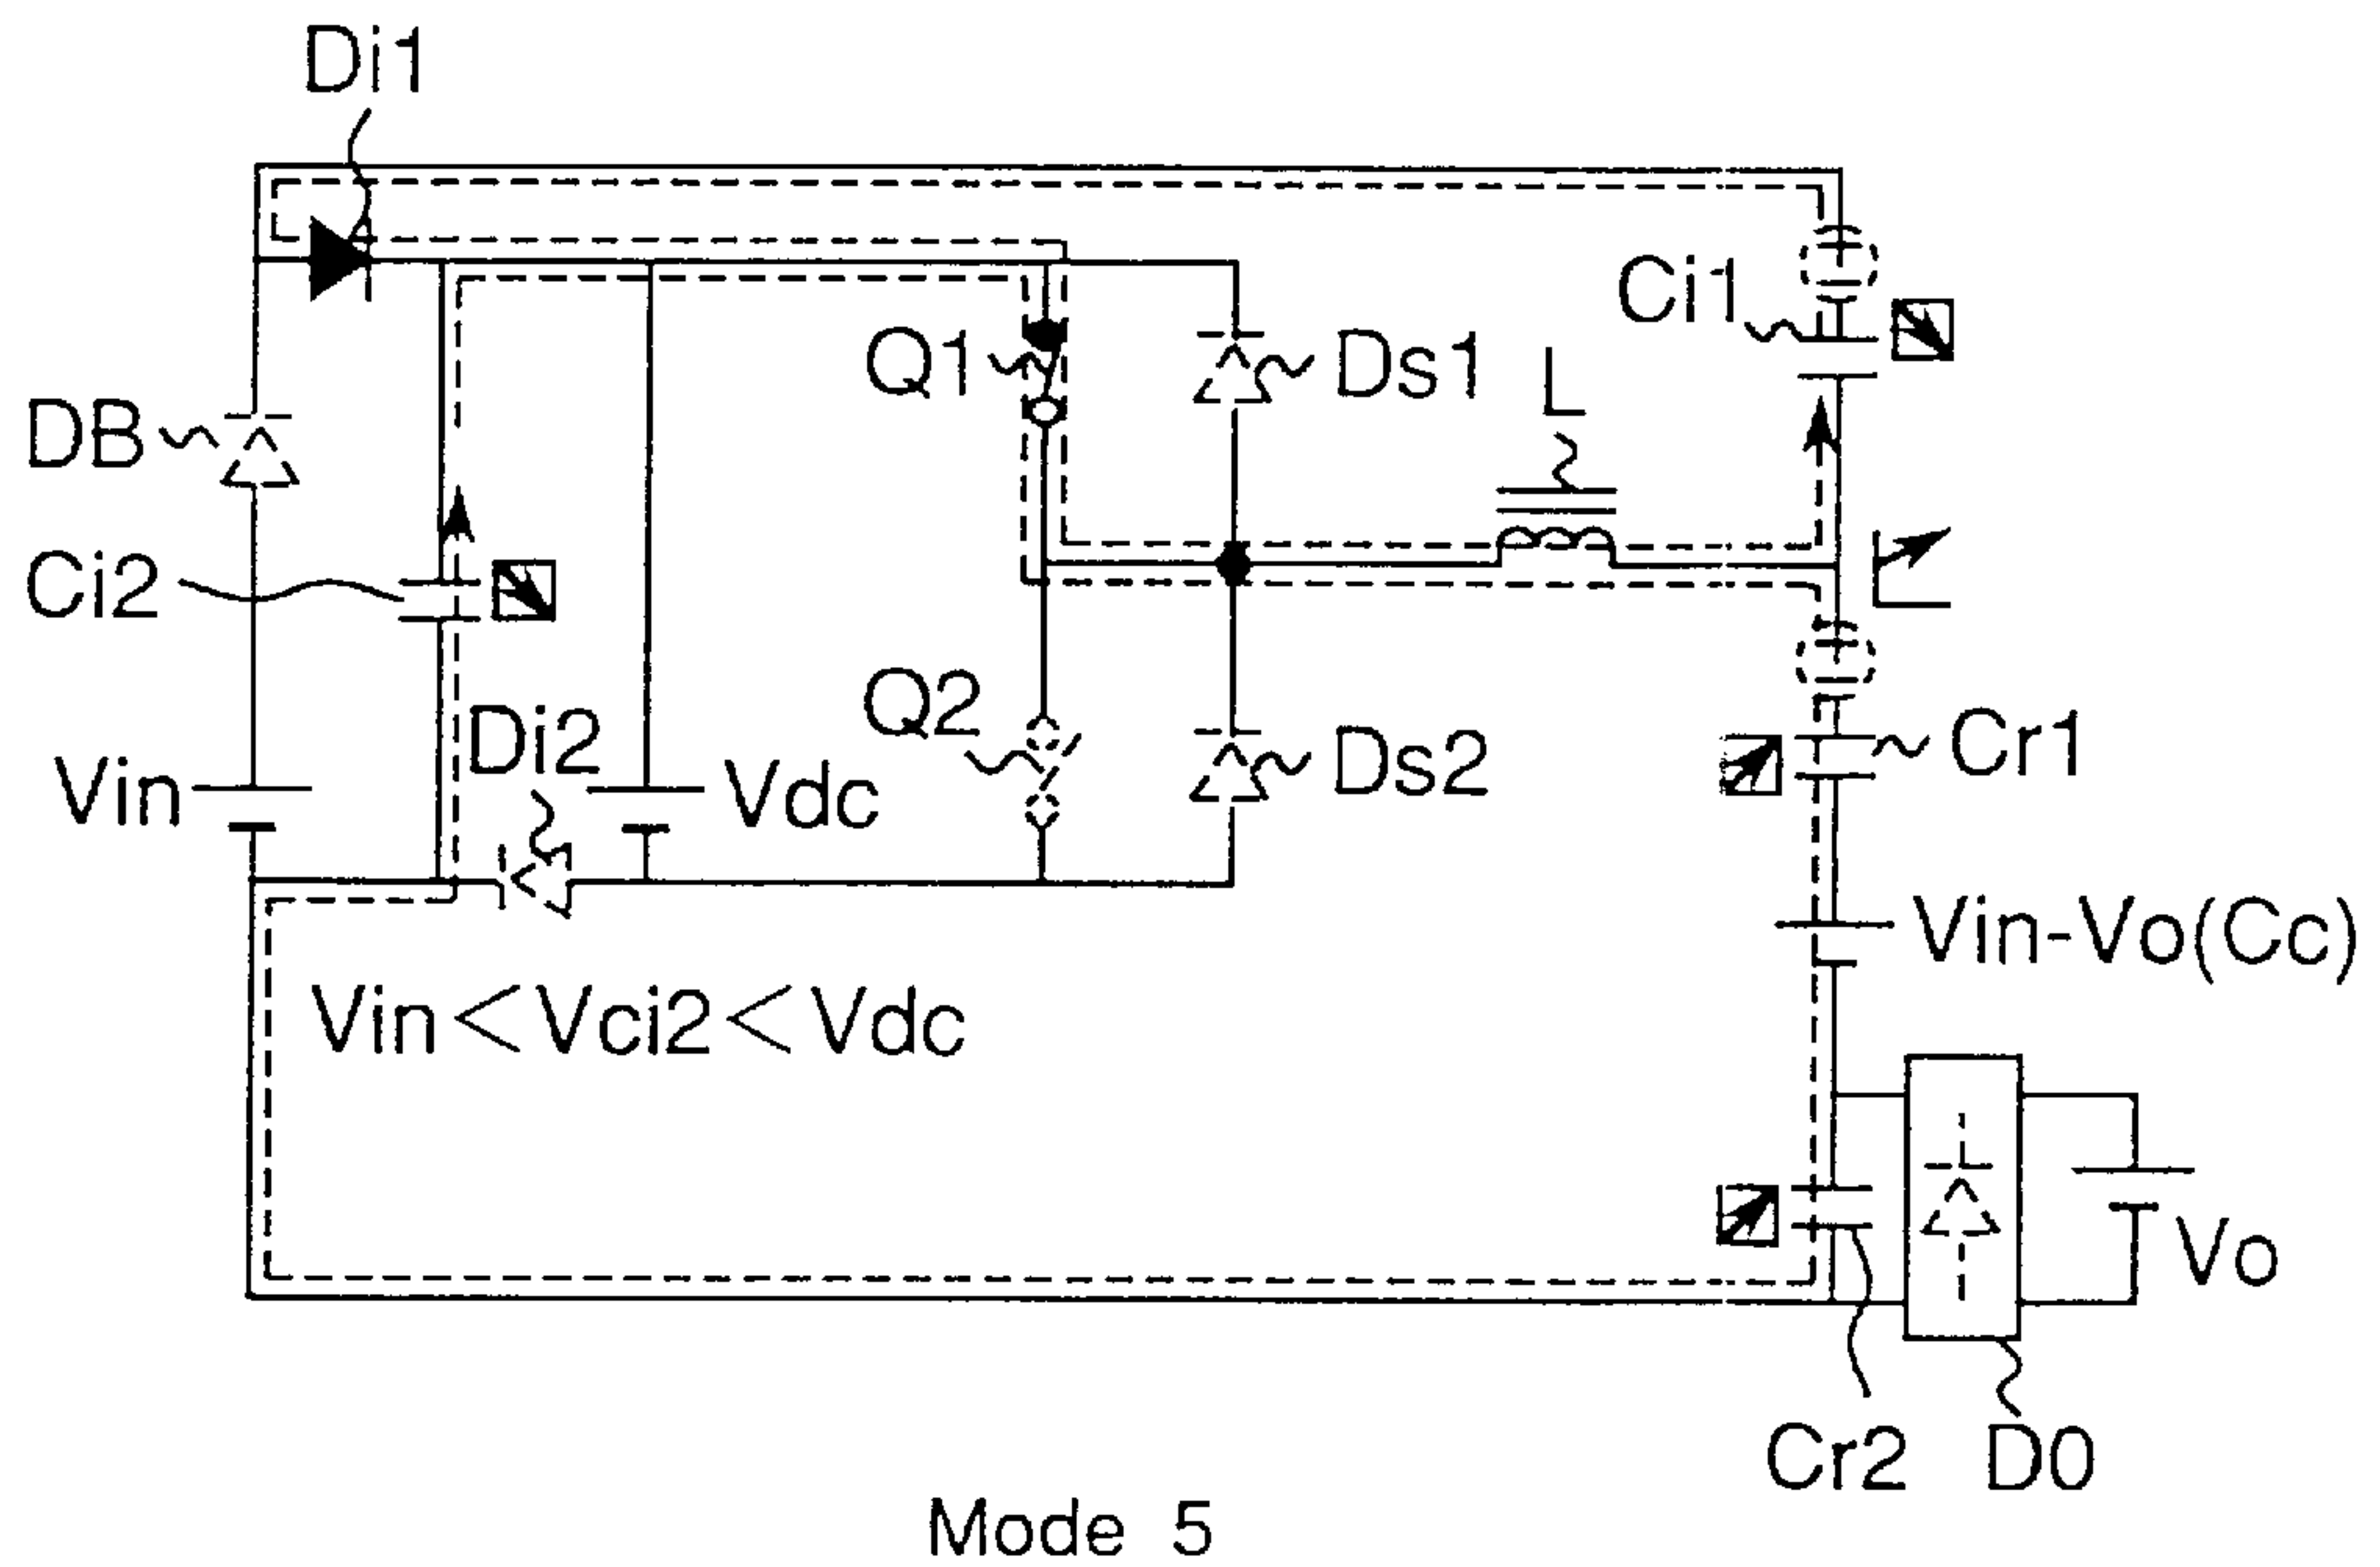 Di1
Ci1
Q1
Ds1
L
DB
Ci2
Di2
Q2
Ds2
Cr1
Vin
Vdc
Vin-Vo(Cc)
Vin<Vci2<Vdc
Vo
Cr2
D0
Mode 5